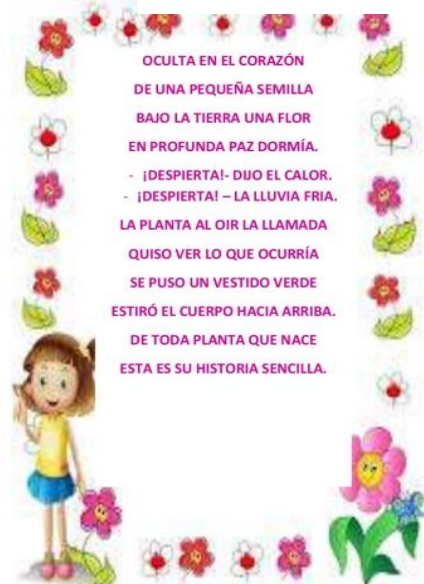 OCULTA EN EL CORAZÓN
DE UNA PEQUEÑA SEMILLA
BAJO LA TIERRA UNA FLOR
EN PROFUNDA PAZ DORMÍA.
- ¡DESPIERTA!- DIJO EL CALOR.
- ¡DESPIERTA! – LA LLUVIA FRIA.
LA PLANTA AL OIR LA LLAMADA
QUISO VER LO QUE OCURRÍA
SE PUSO UN VESTIDO VERDE
ESTIRÓ EL CUERPO HACIA ARRIBA.
DE TODA PLANTA QUE NACE
ESTA ES SU HISTORIA SENCILLA.